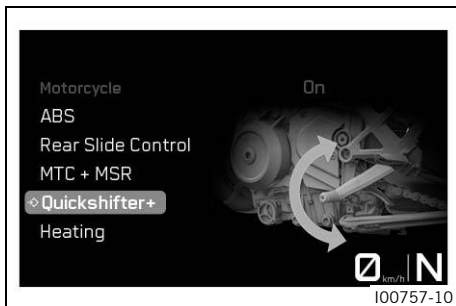 Motorcycle On
ABS
Rear Slide Control
MTC + MSR
Quickshifter+
Heating
0 km/h N
I00757-10